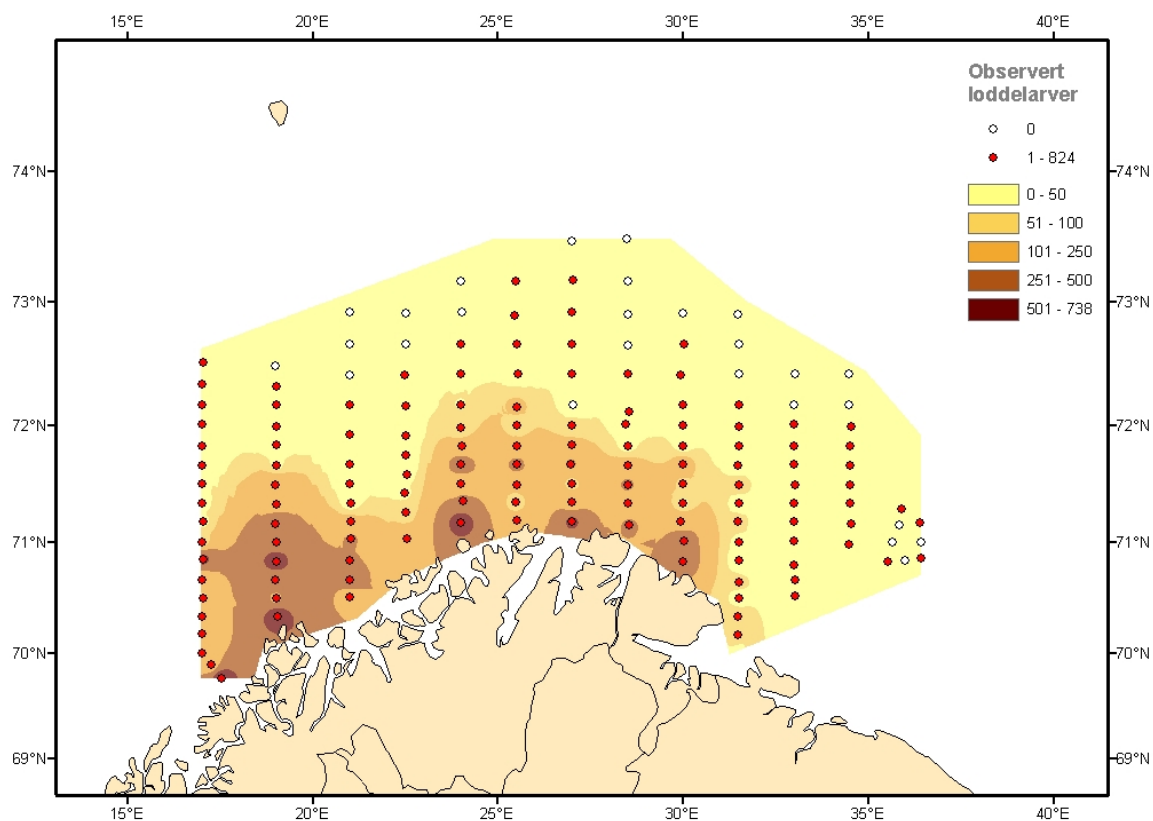 15°E 20°E 25°E 30°E 35°E 40°E
Observert
loddelarver
0
1 - 824
74°N 74°N
0 - 50
51 - 100
101 - 250
251 - 500
73°N 73°N
501 - 738
72°N 72°N
71°N 71°N
70°N 70°N
69°N 69°N
15°E 20°E 25°E 30°E 35°E 40°E